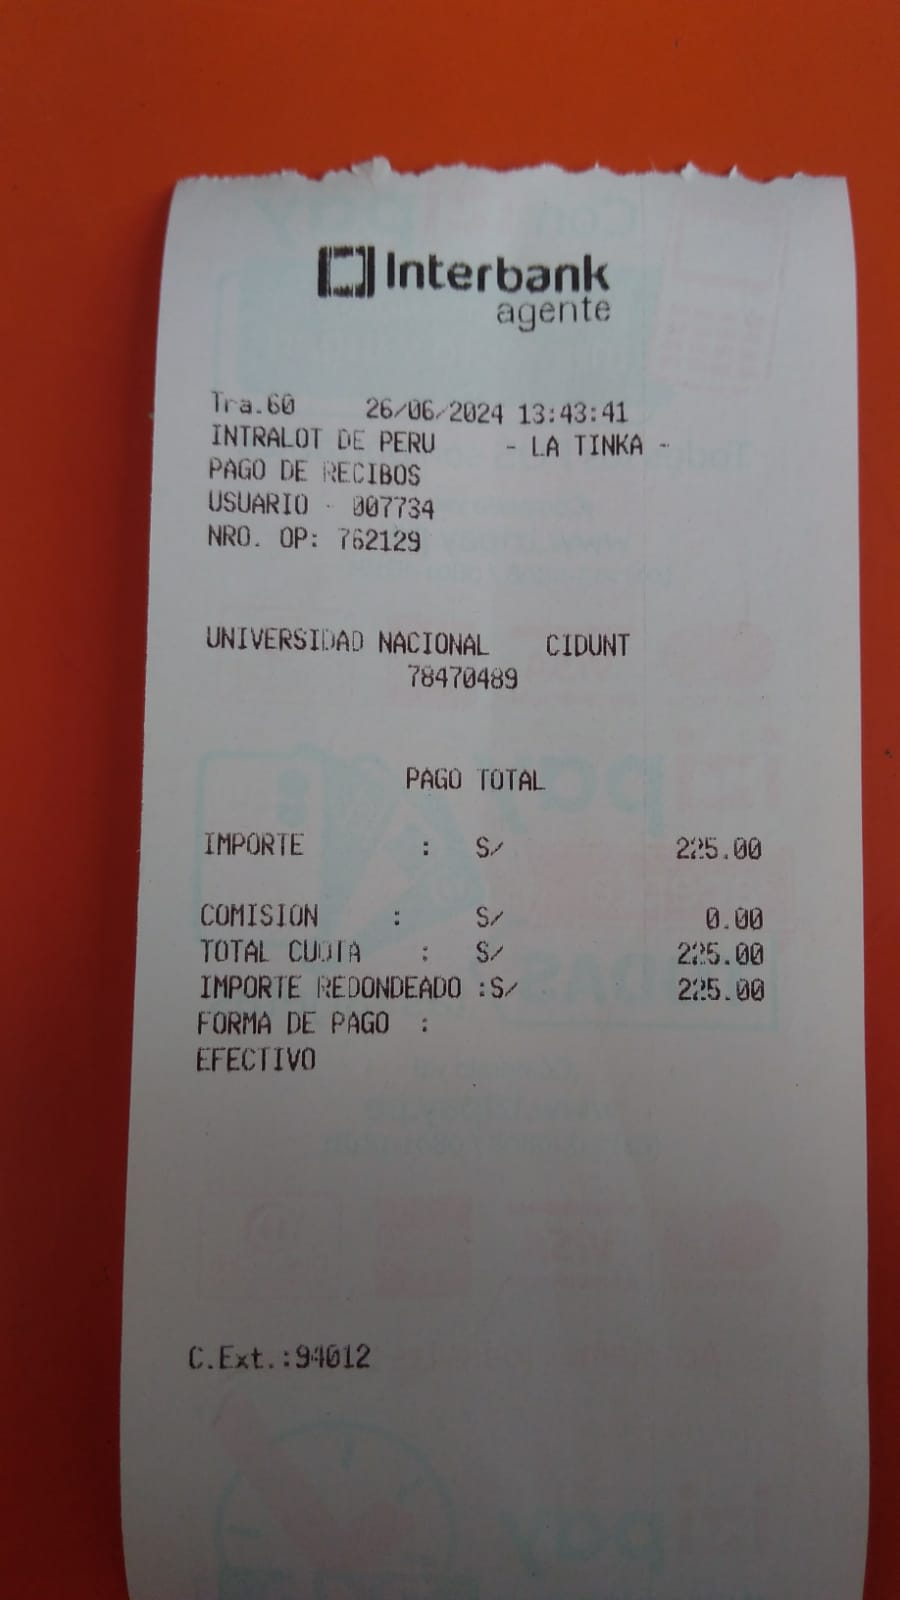 Interbank
agente
Tra.60 26/06/2024 13:43:41
INTRALOT DE PERU - LA TINKA -
PAGO DE RECIBOS
USUARIO - 007734
NRO. OP: 762129
UNIVERSIDAD NACIONAL CIDUNT
78470489
PAGO TOTAL
IMPORTE : S/ 225.00
COMISION : S/ 0.00
TOTAL CUOTA : S/ 225.00
IMPORTE REDONDEADO :S/ 225.00
FORMA DE PAGO :
EFECTIVO
C.Ext.:94012